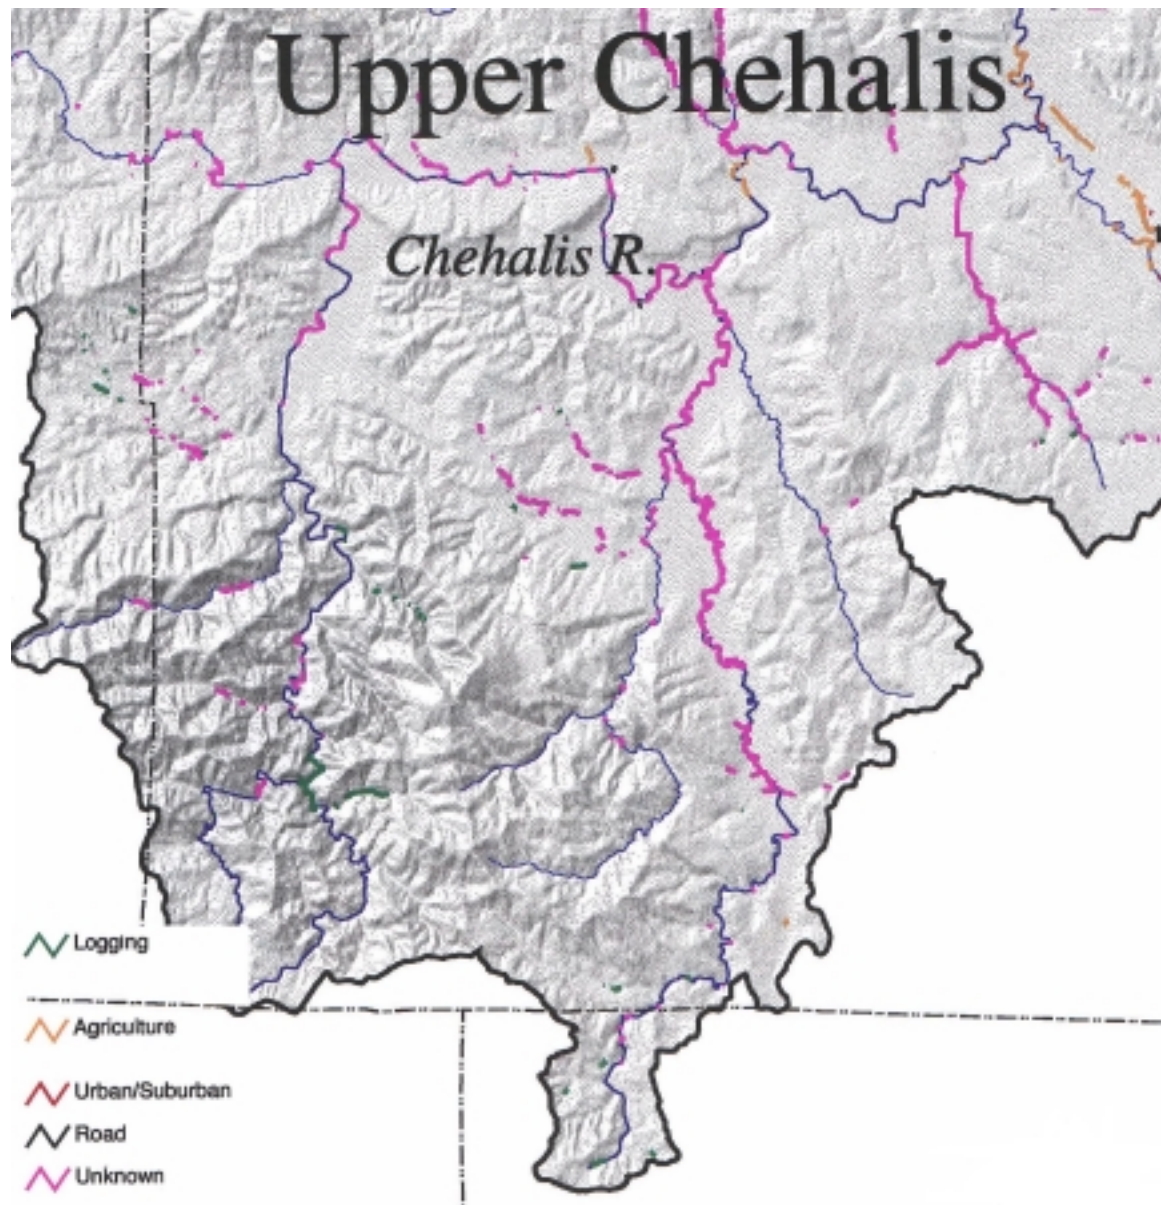 Upper Chehalis
Chehalis R.
Logging
Agriculture
Urban/Suburban
Road
Unknown